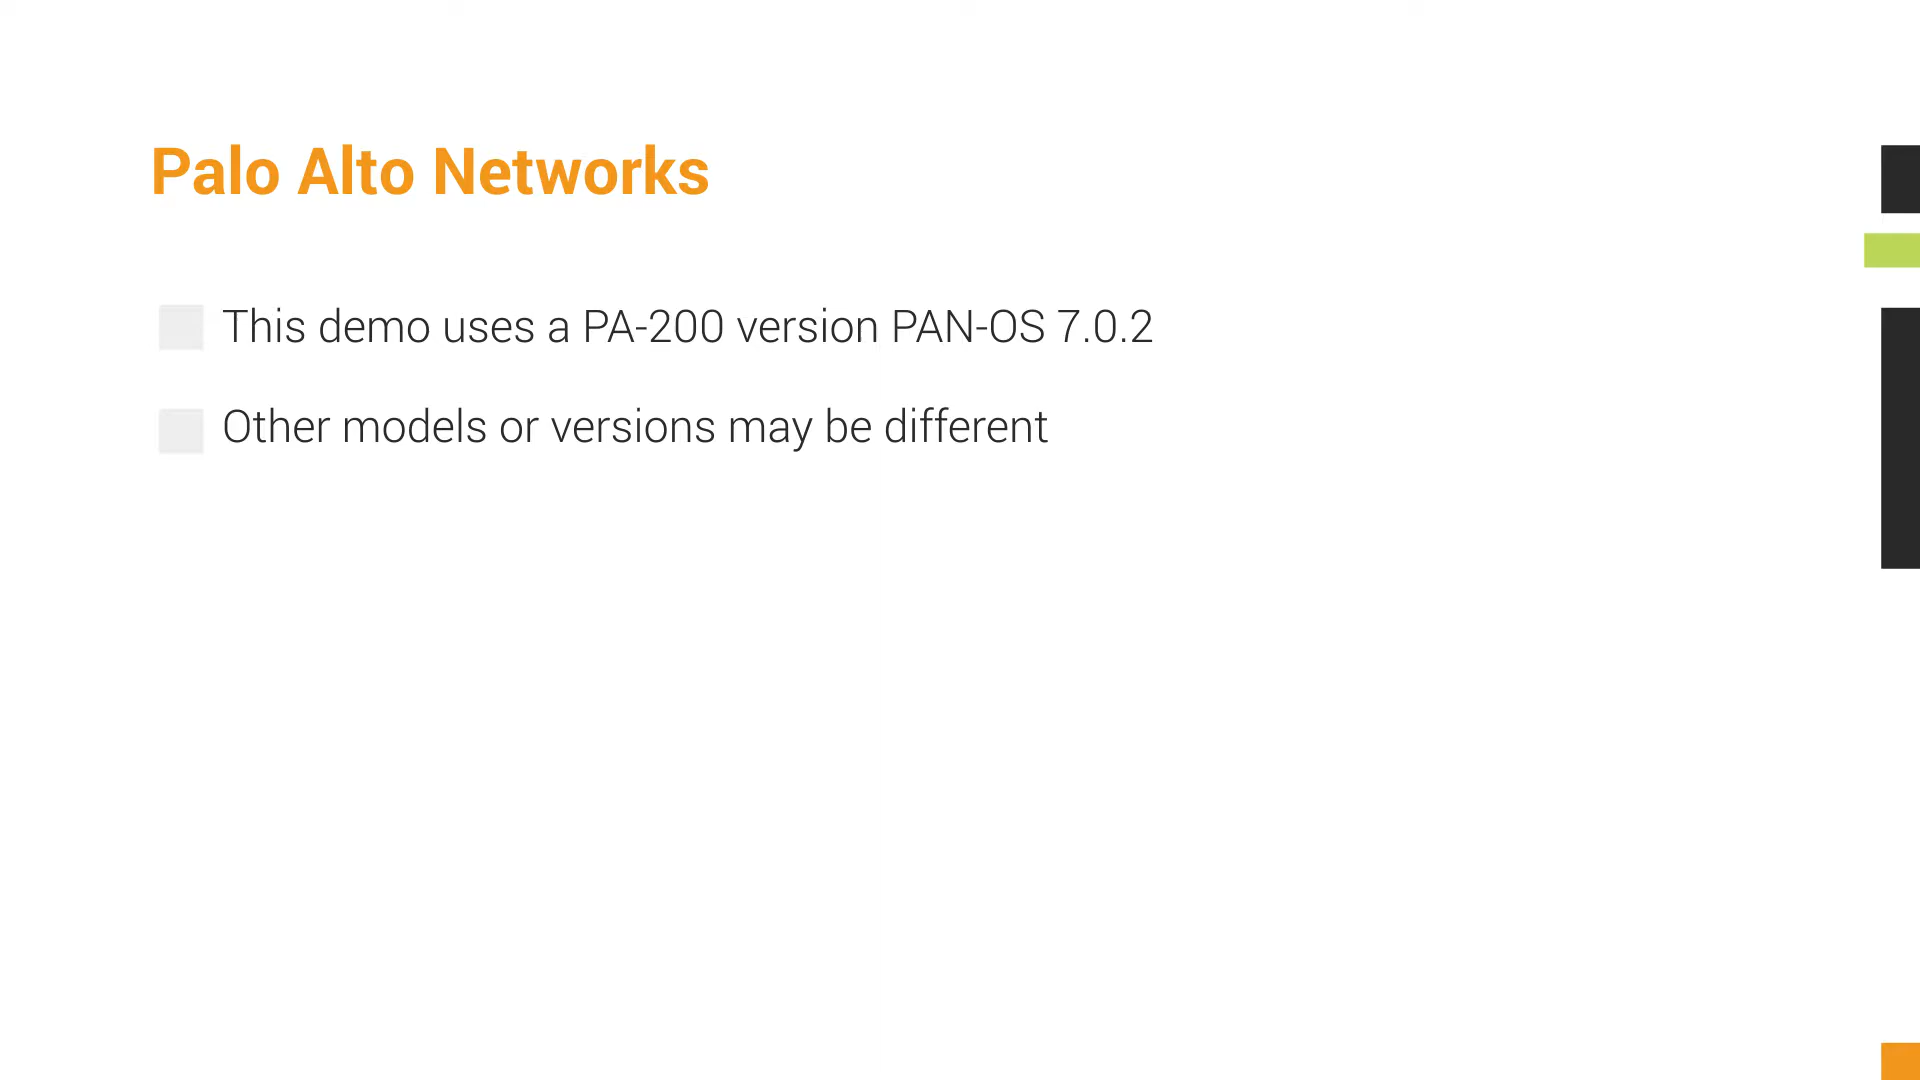 Palo Alto Networks
This demo uses a PA-200 version PAN-OS 7.0.2
Other models or versions may be different